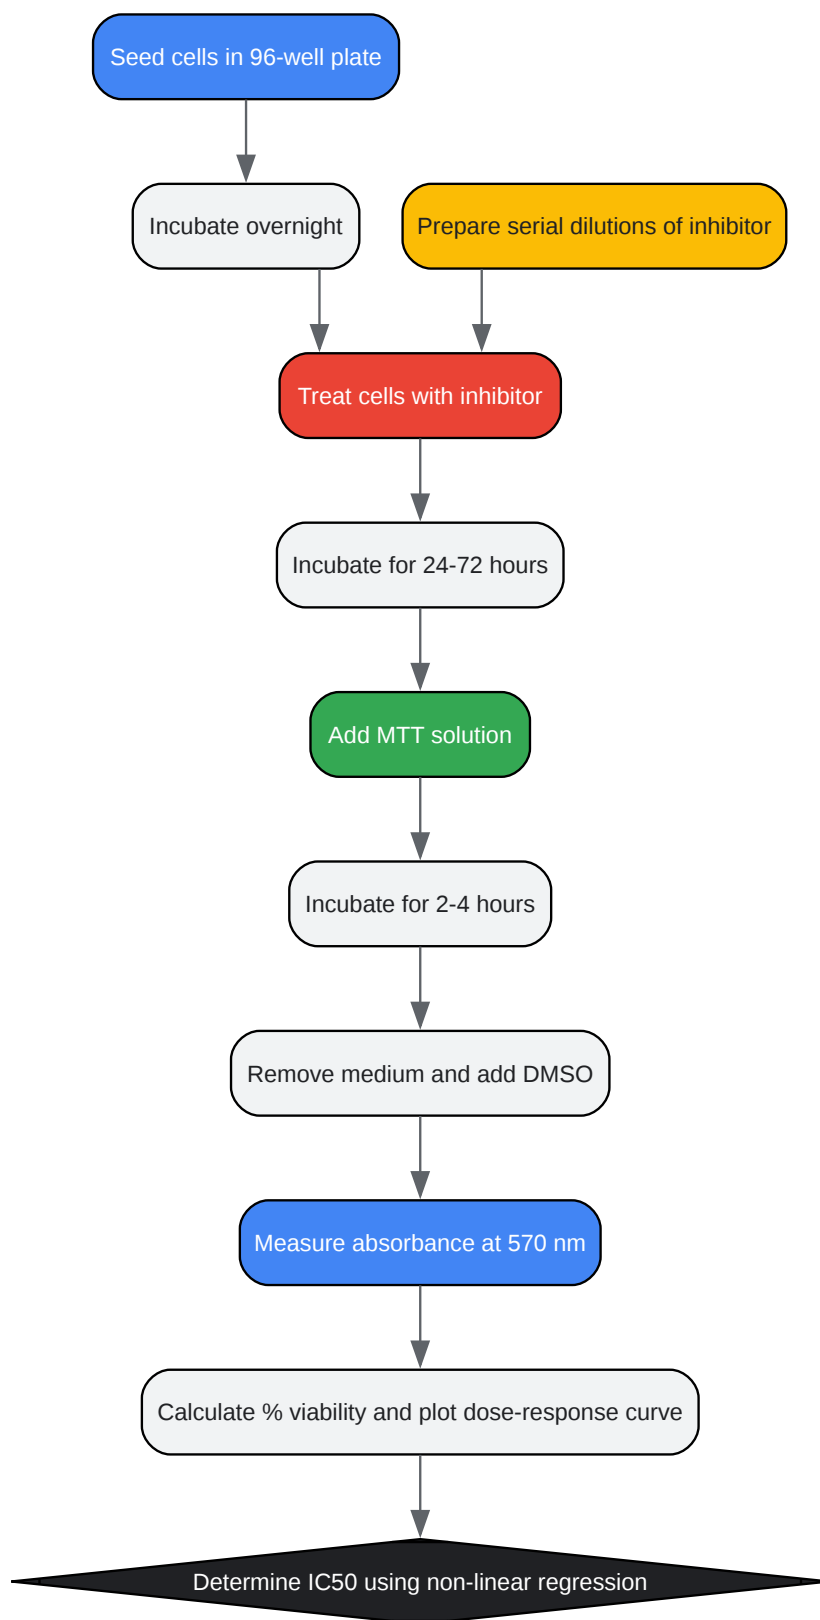 Seed cells in 96-well plate
Incubate overnight
Prepare serial dilutions of inhibitor
Treat cells with inhibitor
Incubate for 24-72 hours
Add MTT solution
Incubate for 2-4 hours
Remove medium and add DMSO
Measure absorbance at 570 nm
Calculate % viability and plot dose-response curve
Determine IC50 using non-linear regression